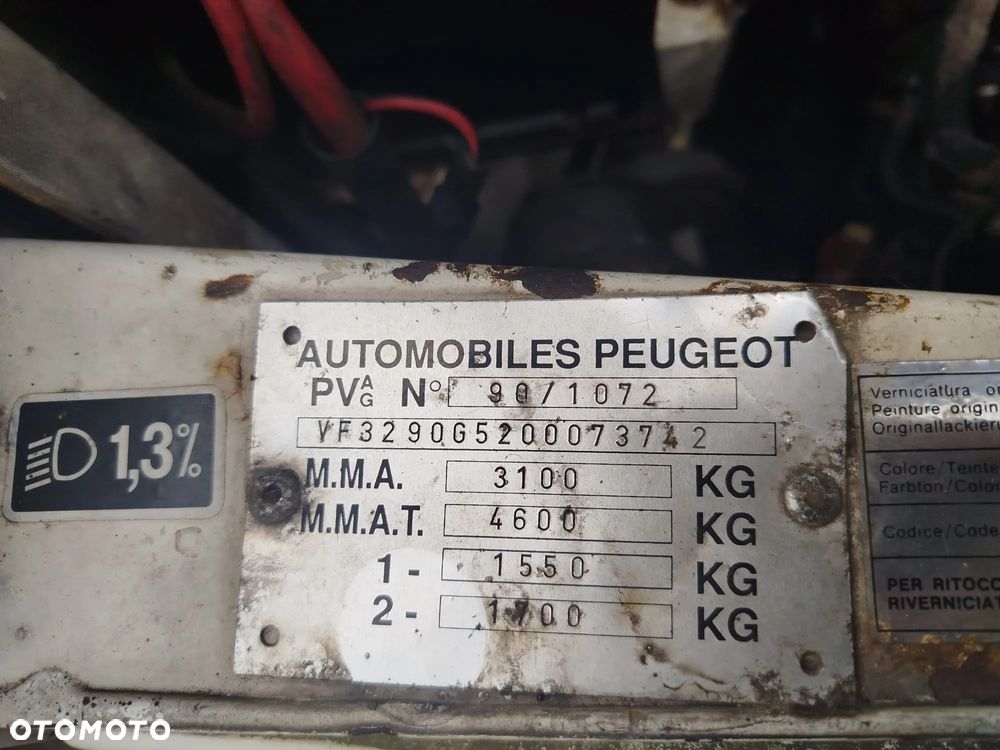 AUTOMOBILES PEUGEOT
PV A G N° 90/1072
VF3290G5200073742
M.M.A. 3100 KG
M.M.A.T. 4600 KG
1- 1550 KG
2- 1700 KG
1,3%
Verniciatura
Peinture
Originallackier
Colore/Teinte
Farbton/Color
Codice/Code
PER RITOCC
RIVERNICIAT
OTOMOTO